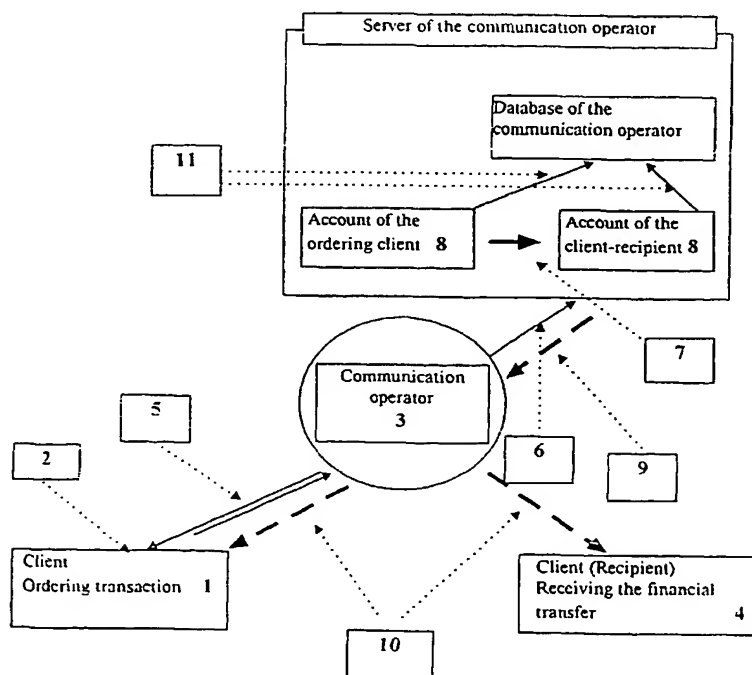 Server of the communication operator
Database of the
communication operator
11
Account of the
ordering client 8
Account of the
client-recipient 8
7
Communication
operator
3
5
6
9
2
Client
Ordering transaction 1
Client (Recipient)
Receiving the financial
transfer 4
10